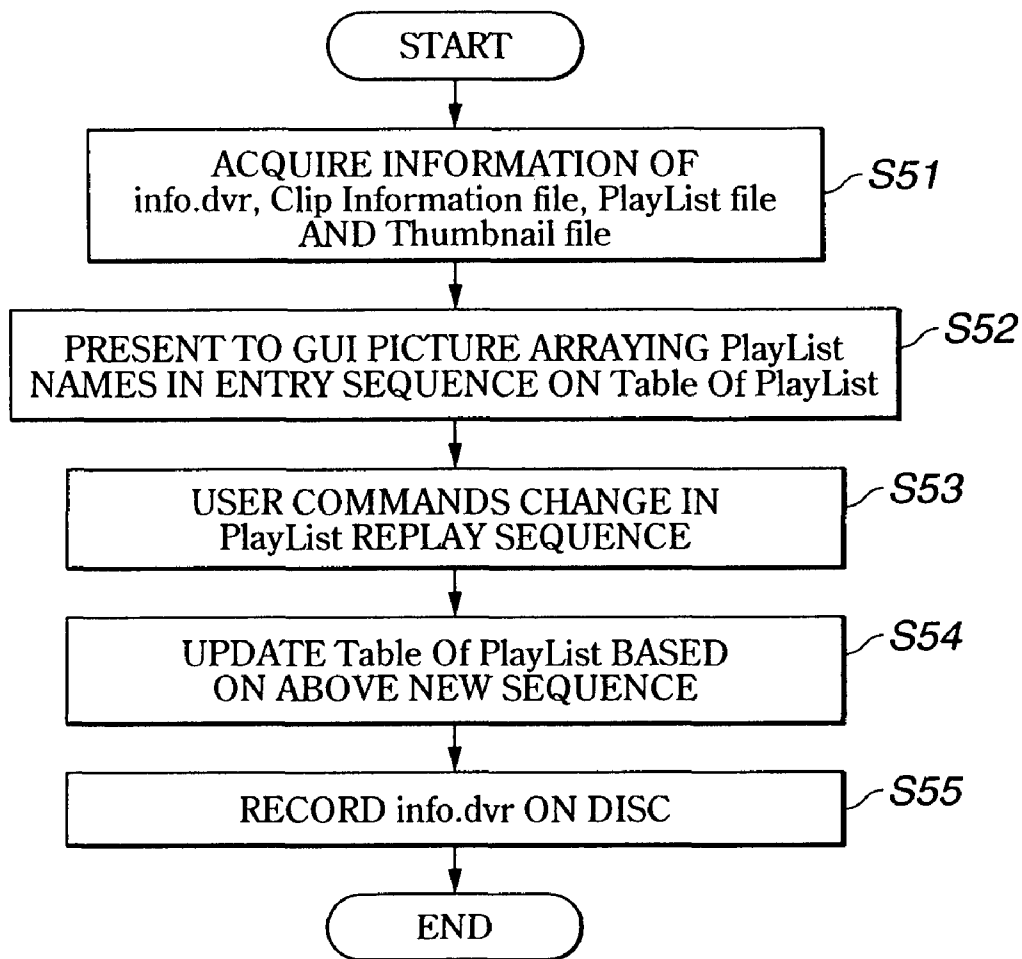 START
ACQUIRE INFORMATION OF
info.dvr, Clip Information file, PlayList file
AND Thumbnail file
S51
PRESENT TO GUI PICTURE ARRAYING PlayList
NAMES IN ENTRY SEQUENCE ON Table Of PlayList
S52
USER COMMANDS CHANGE IN
PlayList REPLAY SEQUENCE
S53
UPDATE Table Of PlayList BASED
ON ABOVE NEW SEQUENCE
S54
RECORD info.dvr ON DISC
S55
END